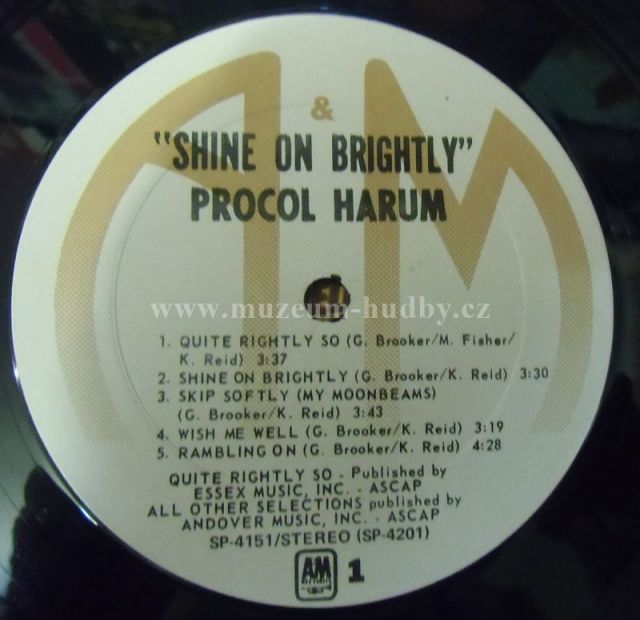 &
"SHINE ON BRIGHTLY"
PROCOL HARUM
www.muzeum-hudby.cz
1. QUITE RIGHTLY SO (G. Brooker/M. Fisher/
K. Reid) 3:37
2. SHINE ON BRIGHTLY (G. Brooker/K. Reid) 3:30
3. SKIP SOFTLY (MY MOONBEAMS)
(G. Brooker/K. Reid) 3:43
4. WISH ME WELL (G. Brooker/K. Reid) 3:19
5. RAMBLING ON (G. Brooker/K. Reid) 4:28
QUITE RIGHTLY SO - Published by
ESSEX MUSIC, INC. - ASCAP
ALL OTHER SELECTIONS published by
ANDOVER MUSIC, INC. - ASCAP
SP-4151/STEREO (SP-4201)
AM 1